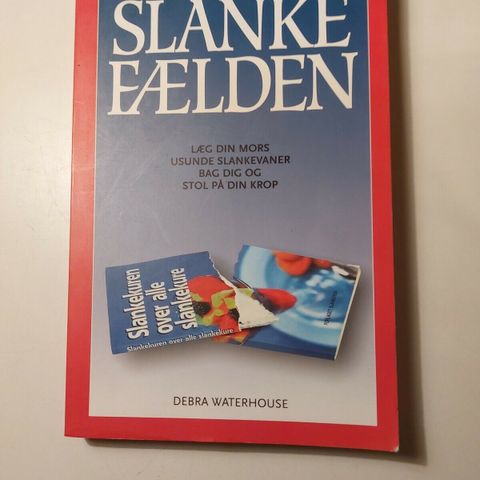 SLANKE
FÆLDEN
LÆG DIN MORS
USUNDE SLANKEVANER
BAG DIG OG
STOL PÅ DIN KROP
Slankekuren
over alle
slankekure
Slankekuren over alle slankekure
DEBRA WATERHOUSE